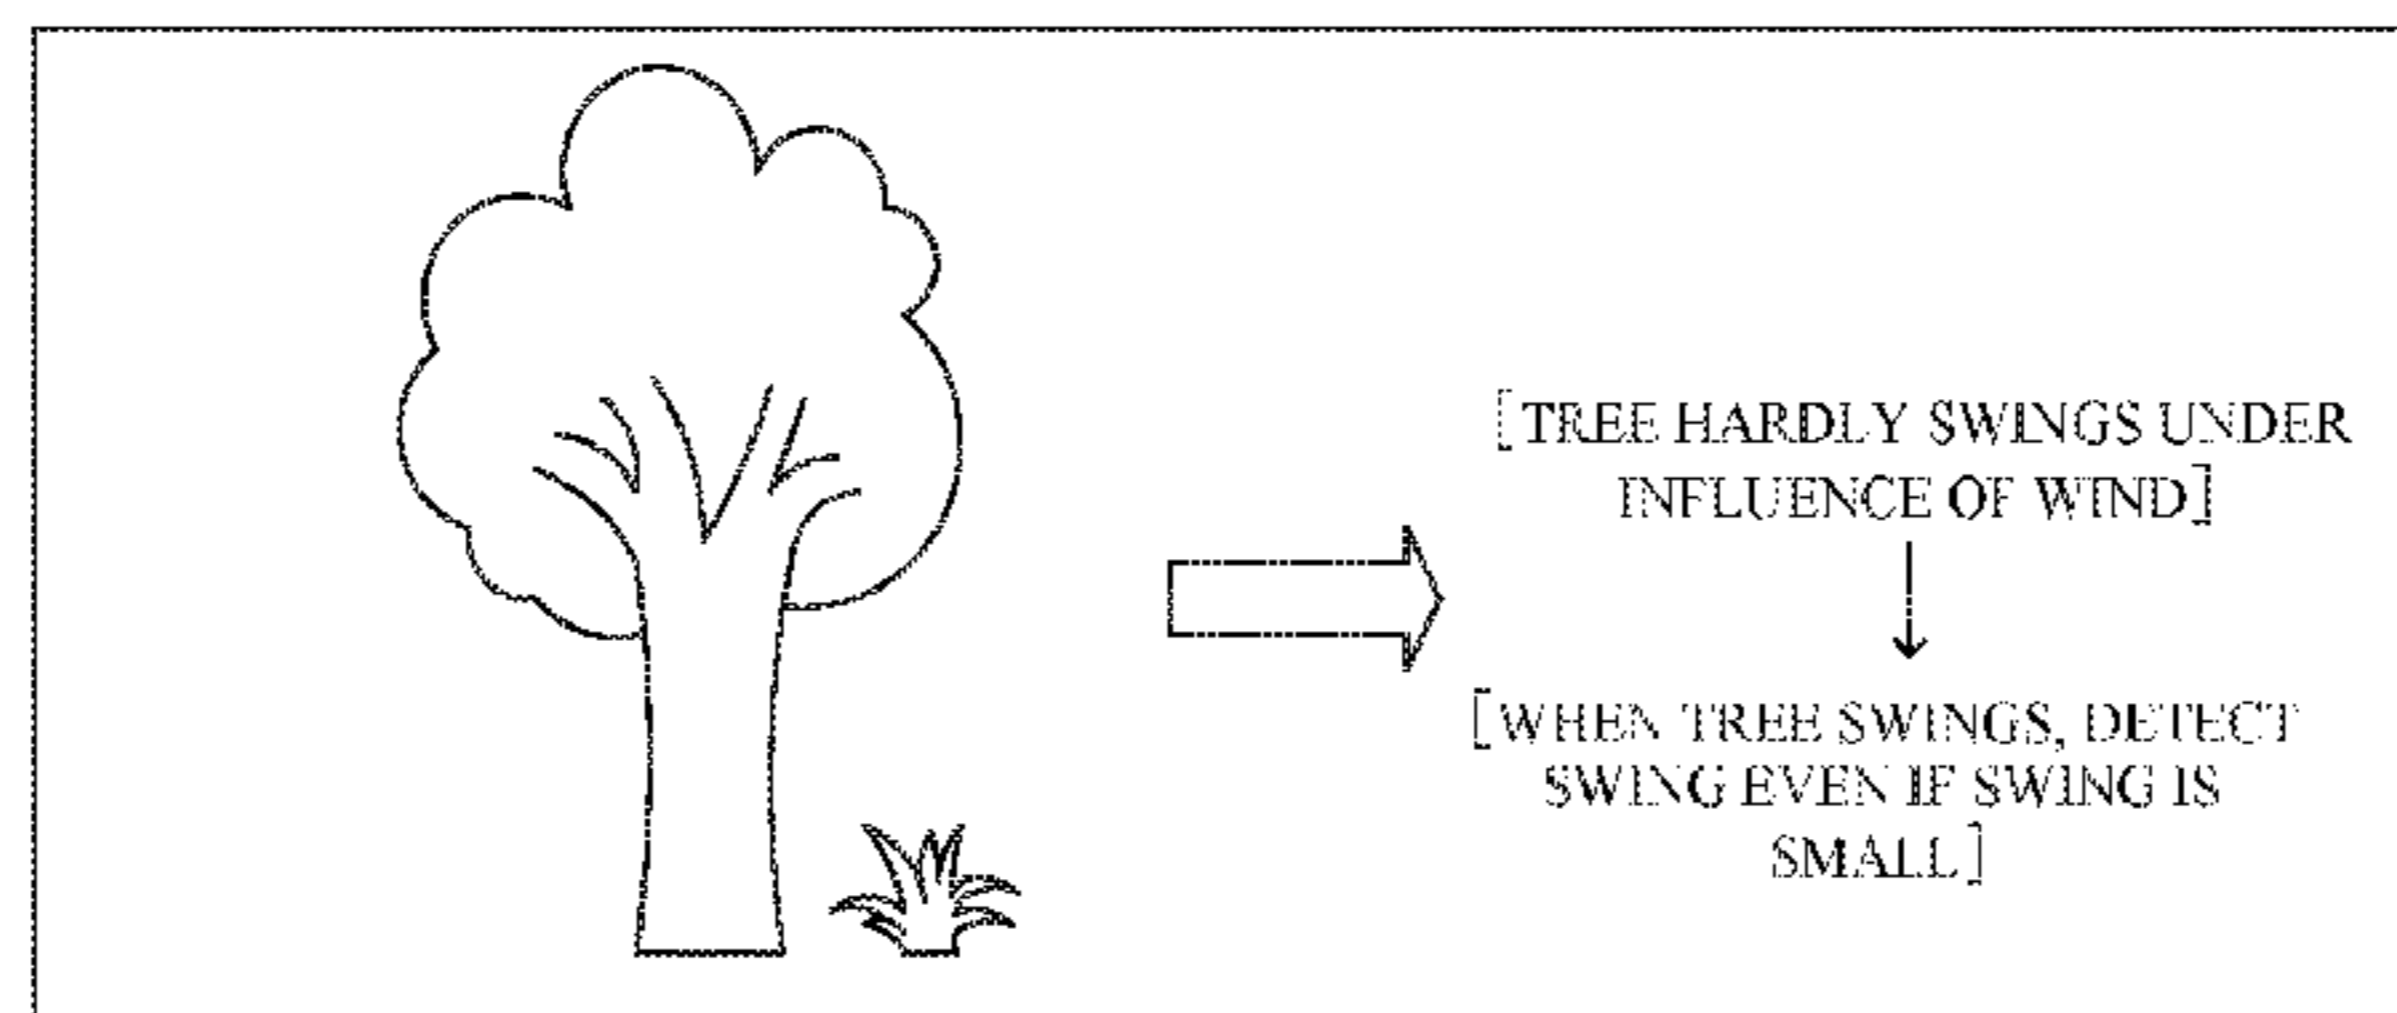 [TREE HARDLY SWINGS UNDER
INFLUENCE OF WIND]
[WHEN TREE SWINGS, DETECT
SWING EVEN IF SWING IS
SMALL]